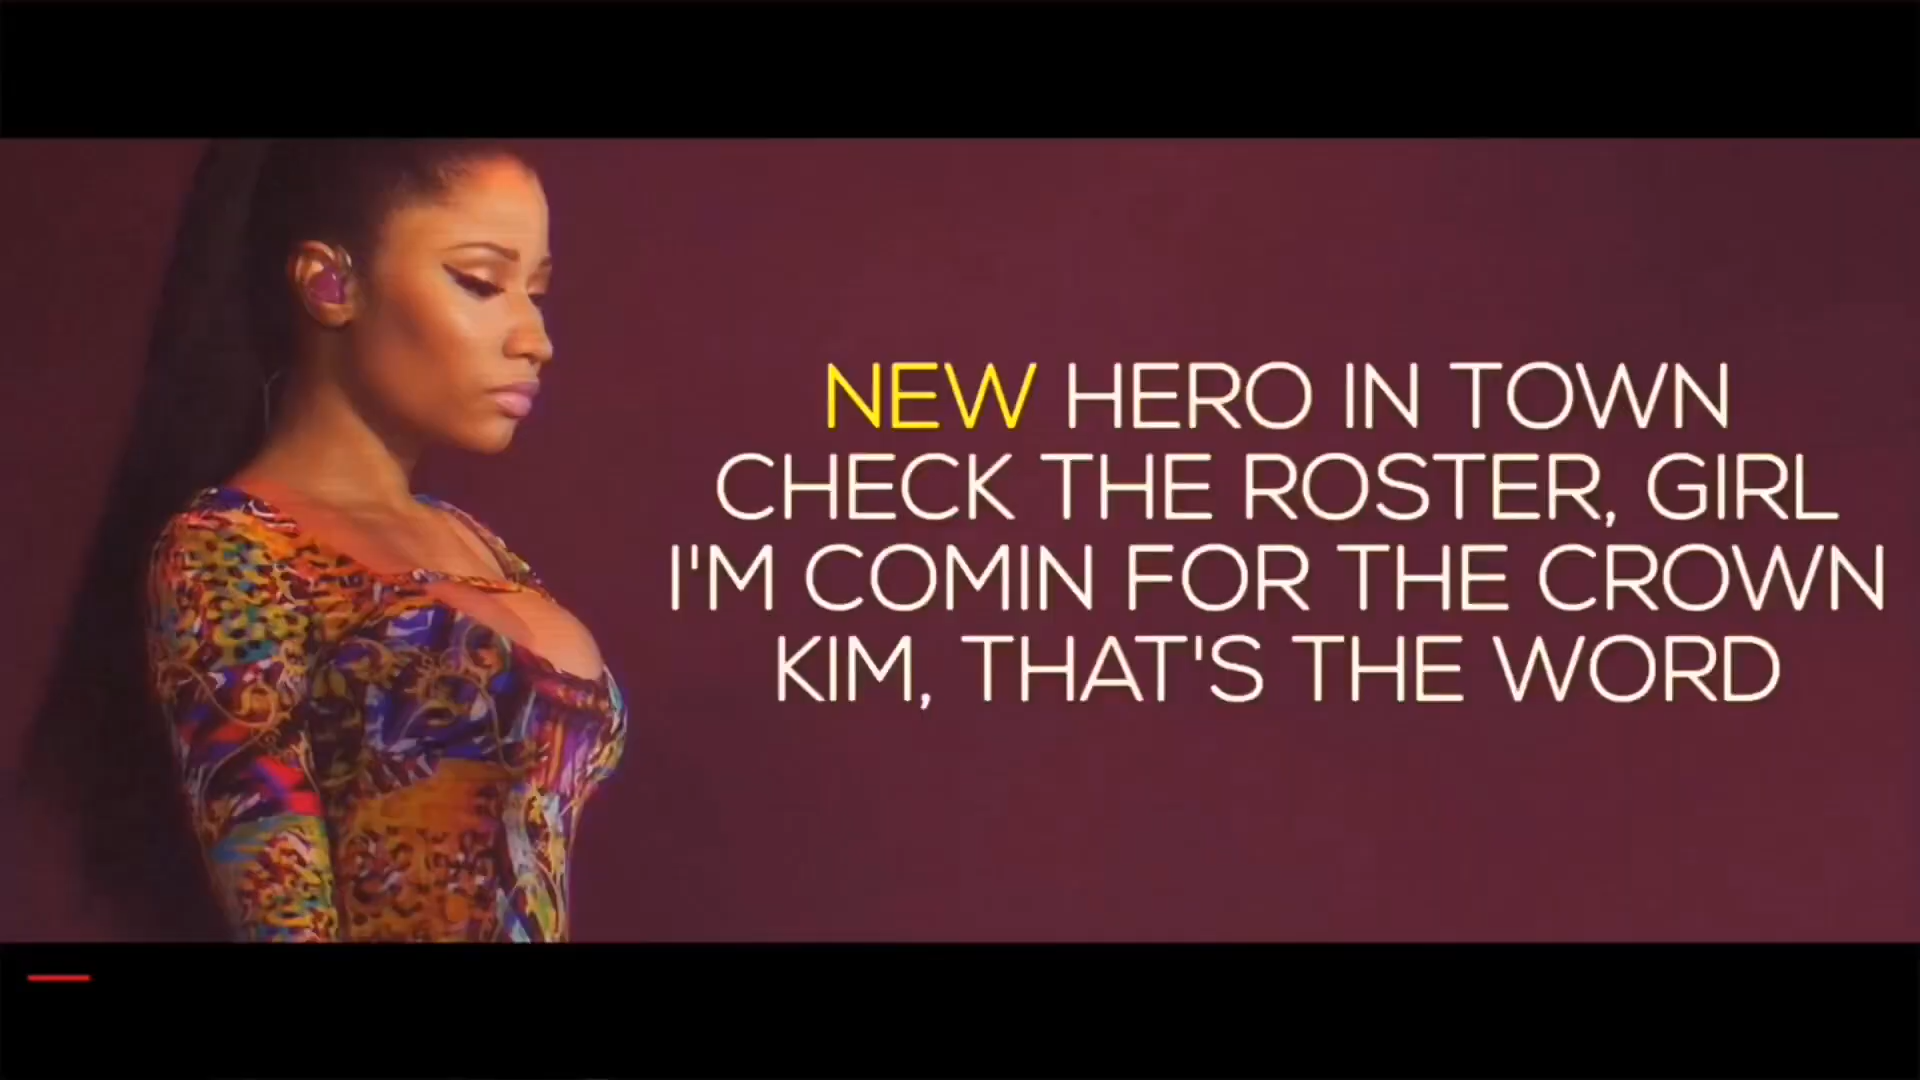 NEW HERO IN TOWN
CHECK THE ROSTER, GIRL
I'M COMIN FOR THE CROWN
KIM, THAT'S THE WORD